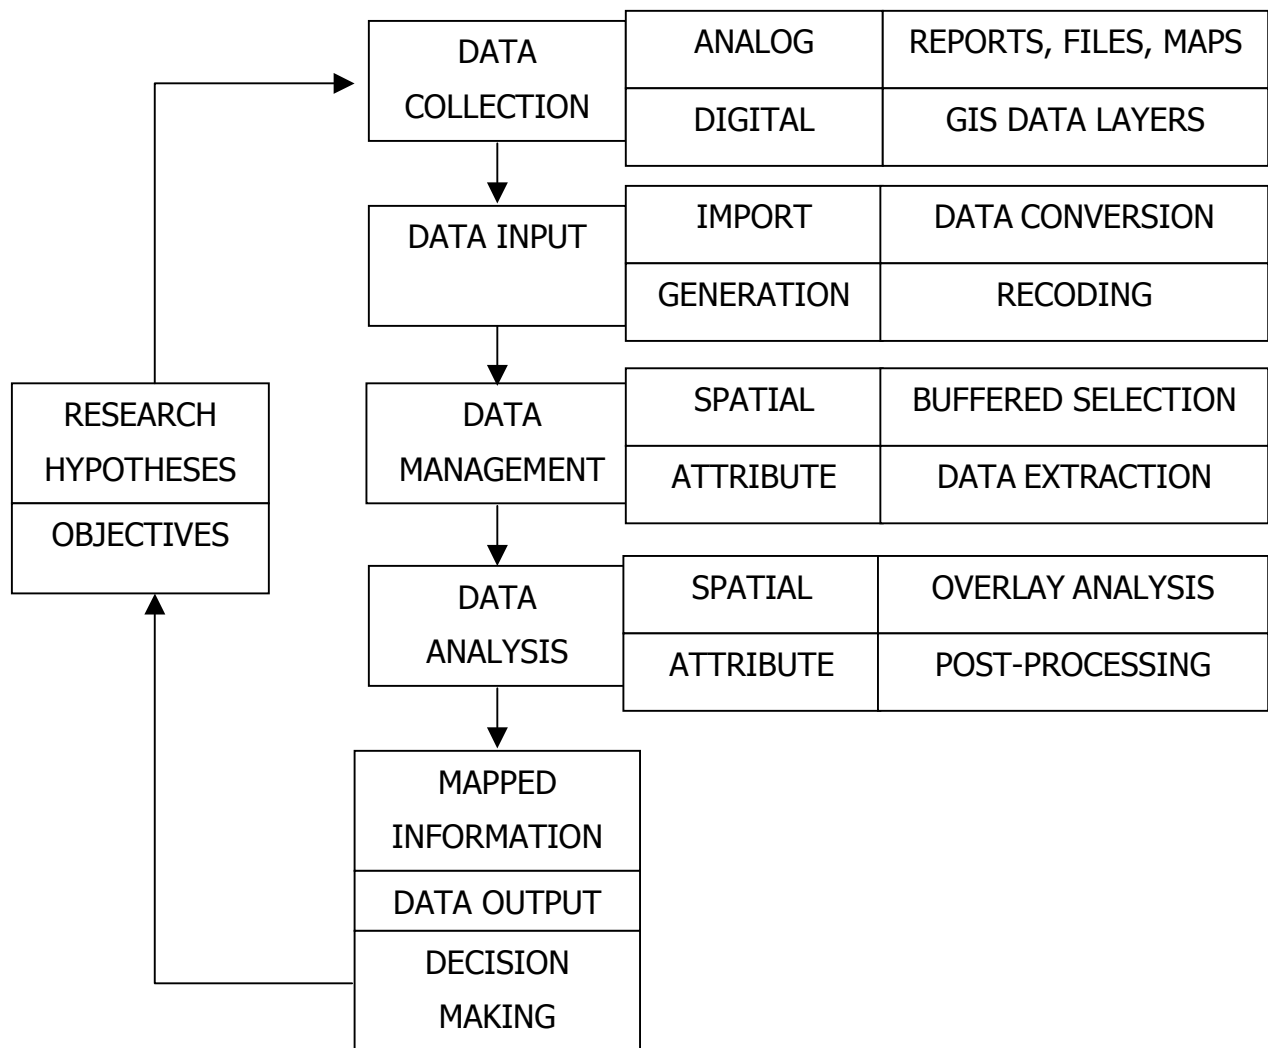 DATA
COLLECTION
ANALOG
REPORTS, FILES, MAPS
DIGITAL
GIS DATA LAYERS
DATA INPUT
IMPORT
DATA CONVERSION
GENERATION
RECODING
RESEARCH
HYPOTHESES
OBJECTIVES
DATA
MANAGEMENT
SPATIAL
BUFFERED SELECTION
ATTRIBUTE
DATA EXTRACTION
DATA
ANALYSIS
SPATIAL
OVERLAY ANALYSIS
ATTRIBUTE
POST-PROCESSING
MAPPED
INFORMATION
DATA OUTPUT
DECISION
MAKING